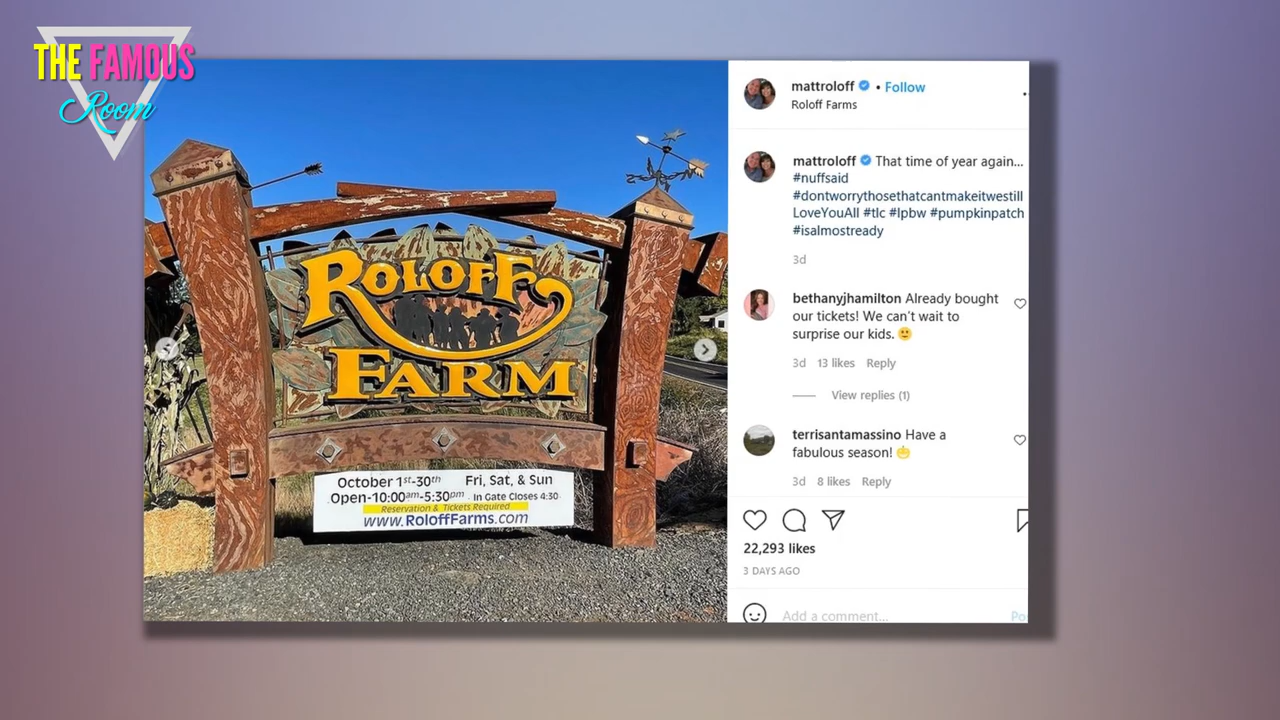 THE FAMOUS
Room
ROLOFF
FARM
October 1st-30th Fri, Sat, & Sun
Open-10:00am-5:30pm - In Gate Closes 4:30
Reservation & Tickets Required
www.RoloffFarms.com
mattroloff • Follow
Roloff Farms
mattroloff That time of year again...
#nuffsaid
#dontworrythosethatcantmakeitwestill
LoveYouAll #tlc #lpbw #pumpkinpatch
#isalmostready
3d
bethanyjhamilton Already bought
our tickets! We can't wait to
surprise our kids. 🙂
3d 13 likes Reply
View replies (1)
terrisantamassino Have a
fabulous season! 🎃
3d 8 likes Reply
22,293 likes
3 DAYS AGO
Add a comment...